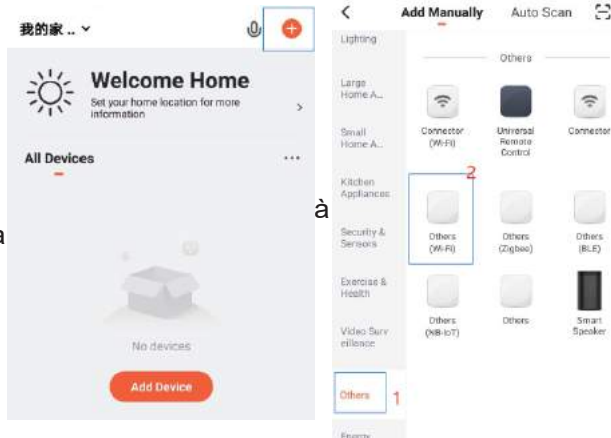 我的家 ..
Welcome Home
Set your home location for more
information
All Devices
...
No devices
Add Device
a
à
Add Manually
Auto Scan
Lighting
Large
Home A...
Small
Home A...
Kitchen
Appliances
Security &
Sensors
Exercise &
Health
Video Surv
eillance
Others
1
Energy
Others
Connector
(Wi-Fi)
Universal
Remote
Control
Connector
2
Others
(Wi-Fi)
Others
(Zigbee)
Others
(BLE)
Others
(NB-IoT)
Others
Smart
Speaker